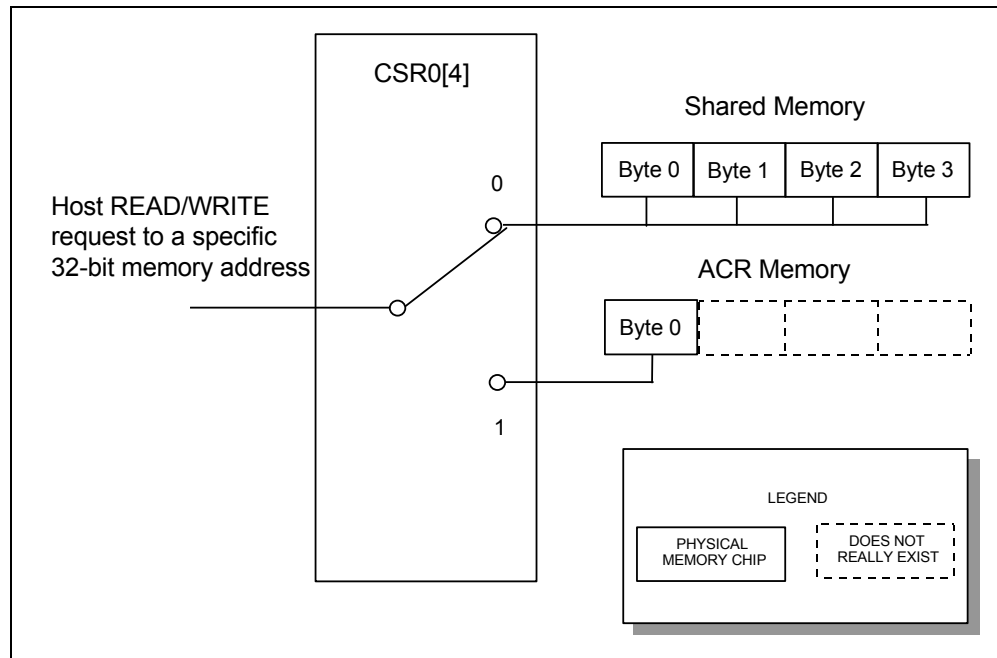 CSR0[4]
Shared Memory
Byte 0 Byte 1 Byte 2 Byte 3
0
Host READ/WRITE
request to a specific
32-bit memory address
ACR Memory
Byte 0
1
LEGEND
PHYSICAL
MEMORY CHIP
DOES NOT
REALLY EXIST